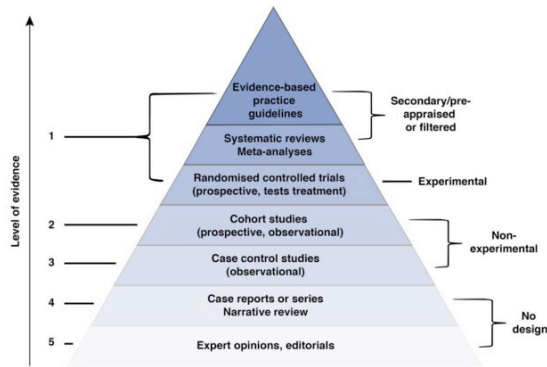 Level of evidence
1
2
3
4
5
Evidence-based
practice
guidelines
Systematic reviews
Meta-analyses
Randomised controlled trials
(prospective, tests treatment)
Cohort studies
(prospective, observational)
Case control studies
(observational)
Case reports or series
Narrative review
Expert opinions, editorials
Secondary/pre-
appraised
or filtered
Experimental
Non-
experimental
No
design